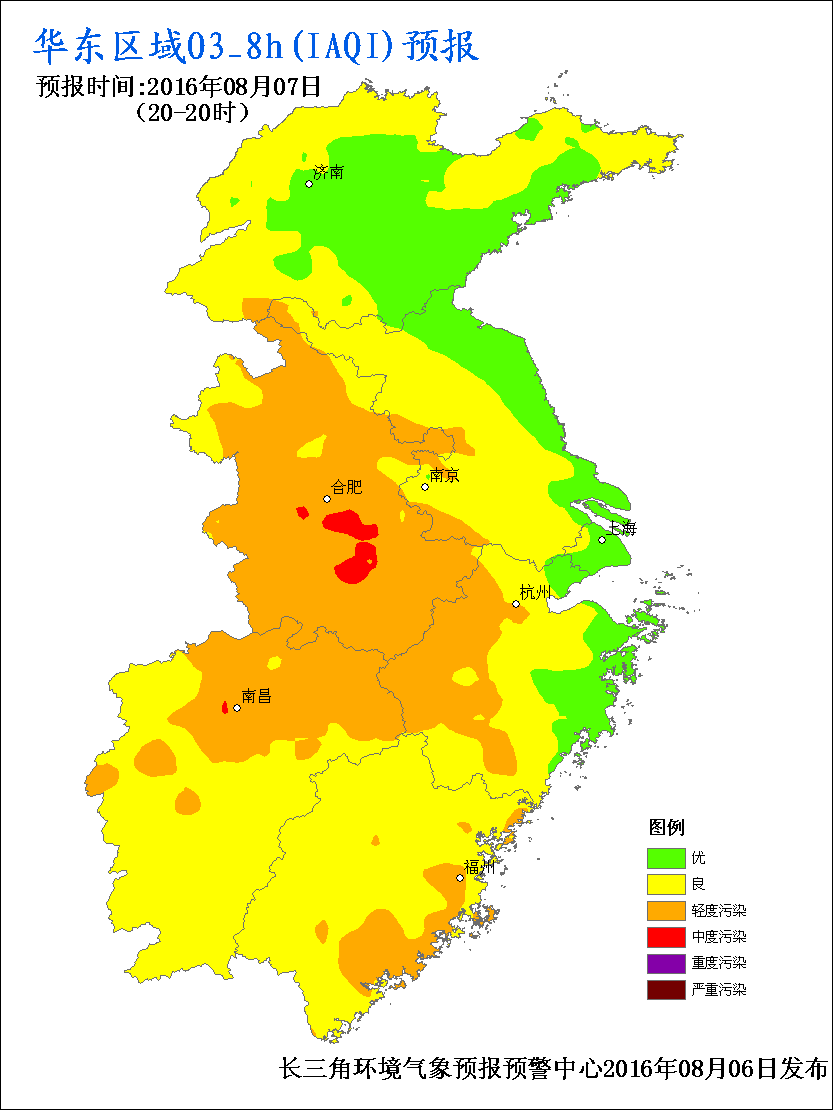 华东区域O3_8h(IAQI)预报
预报时间:2016年08月07日
(20-20时)
济南
南京
合肥
上海
杭州
南昌
福州
图例
优
良
轻度污染
中度污染
重度污染
严重污染
长三角环境气象预报预警中心2016年08月06日发布